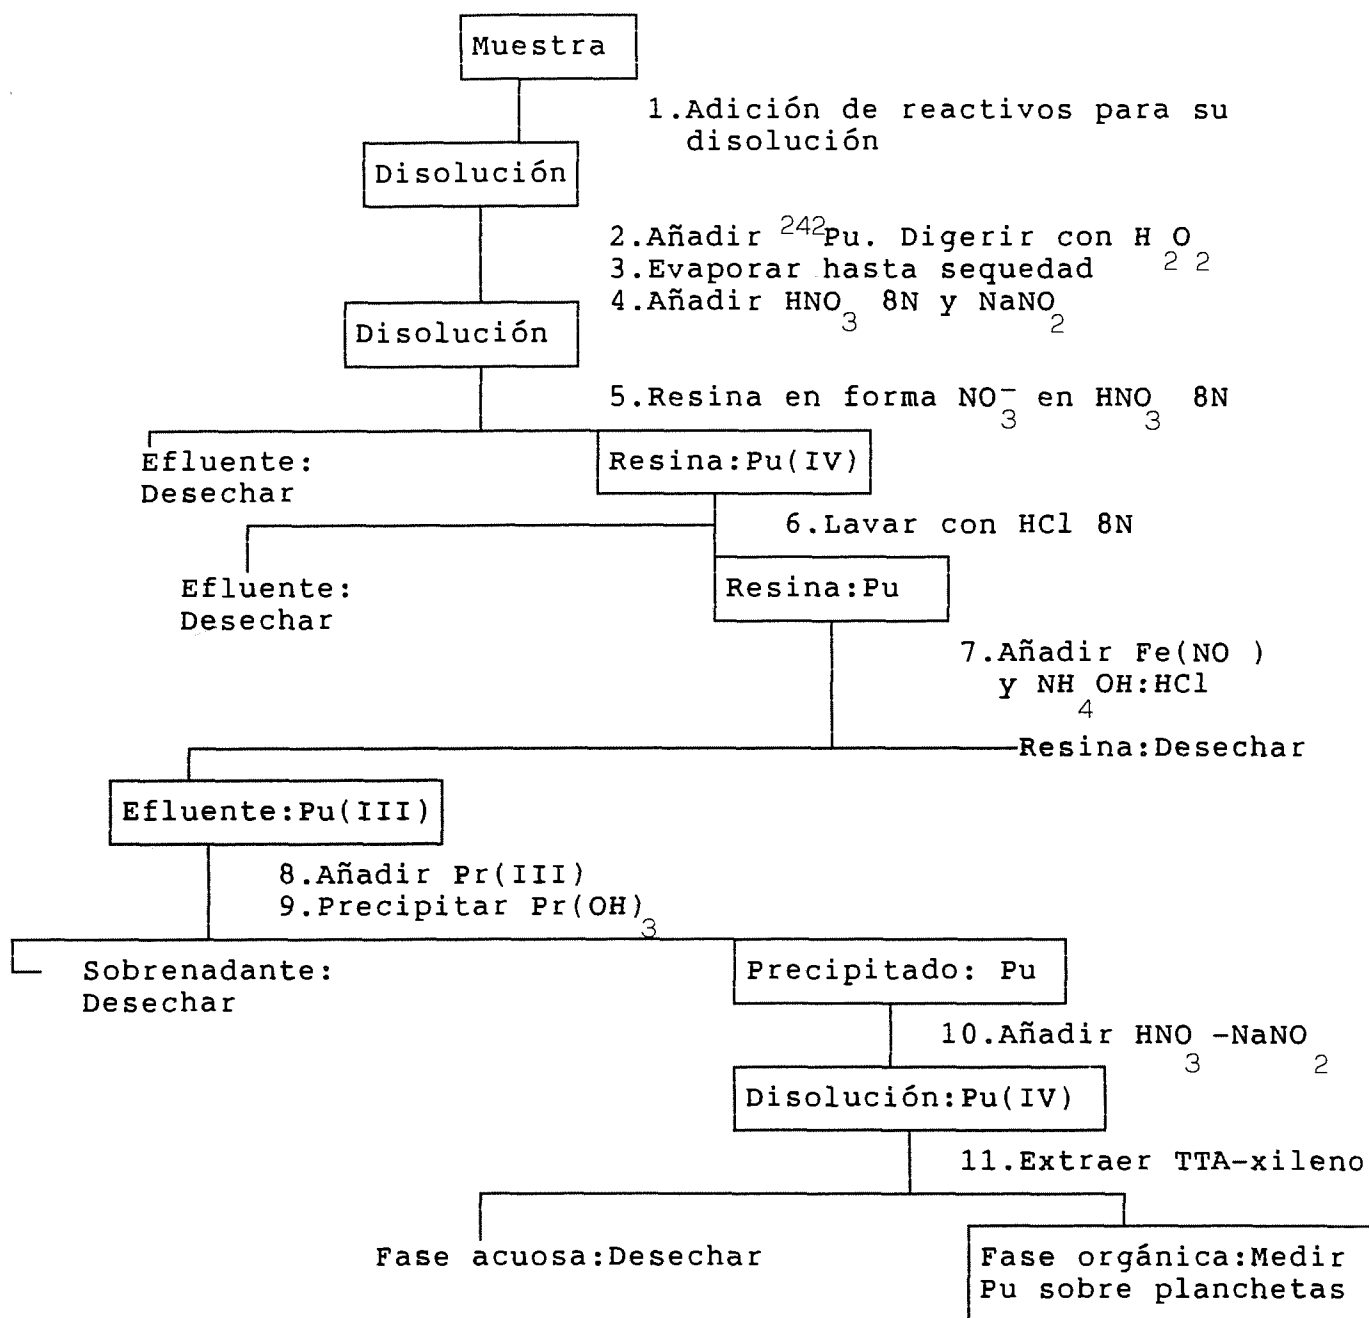 Muestra
1.Adición de reactivos para su
disolución
Disolución
2.Añadir ²⁴²Pu. Digerir con H₂O₂
3.Evaporar hasta sequedad
4.Añadir HNO₃ 8N y NaNO₂
Disolución
5.Resina en forma NO₃⁻ en HNO₃ 8N
Efluente:
Desechar
Resina:Pu(IV)
6.Lavar con HCl 8N
Efluente:
Desechar
Resina:Pu
7.Añadir Fe(NO )
y NH₄OH:HCl
Resina:Desechar
Efluente:Pu(III)
8.Añadir Pr(III)
9.Precipitar Pr(OH)₃
Sobrenadante:
Desechar
Precipitado: Pu
10.Añadir HNO₃-NaNO₂
Disolución:Pu(IV)
11.Extraer TTA-xileno
Fase acuosa:Desechar
Fase orgánica:Medir
Pu sobre planchetas